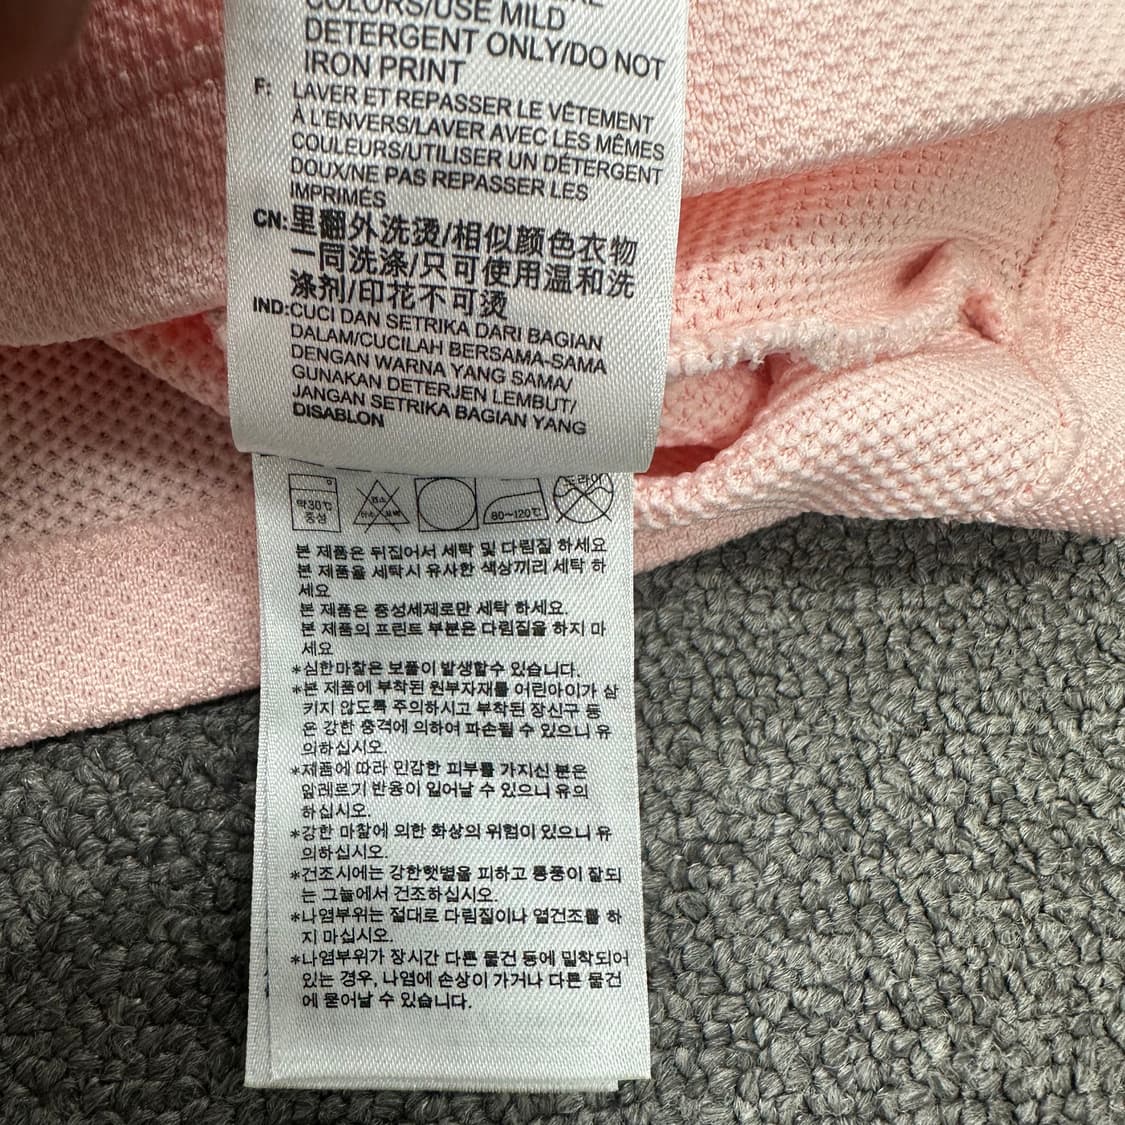 COLORS/USE MILD
DETERGENT ONLY/DO NOT
IRON PRINT
F: LAVER ET REPASSER LE VÊTEMENT
À L'ENVERS/LAVER AVEC LES MÊMES
COULEURS/UTILISER UN DÉTERGENT
DOUX/NE PAS REPASSER LES
IMPRIMÉS
CN:里翻外洗烫/相似颜色衣物
一同洗涤/只可使用温和洗
涤剂/印花不可烫
IND:CUCI DAN SETRIKA DARI BAGIAN
DALAM/CUCILAH BERSAMA-SAMA
DENGAN WARNA YANG SAMA/
GUNAKAN DETERJEN LEMBUT/
JANGAN SETRIKA BAGIAN YANG
DISABLON
약30℃
중성
80~120℃
드라이
본 제품은 뒤집어서 세탁 및 다림질 하세요
본 제품을 세탁시 유사한 색상끼리 세탁 하
세요
본 제품은 중성세제로만 세탁 하세요.
본 제품의 프린트 부분은 다림질을 하지 마
세요
*심한마찰은 보풀이 발생할수 있습니다.
*본 제품에 부착된 원부자재를 어린아이가 삼
키지 않도록 주의하시고 부착된 장신구 등
은 강한 충격에 의하여 파손될 수 있으니 유
의하십시오.
*제품에 따라 민감한 피부를 가지신 분은
알레르기 반응이 일어날 수 있으니 유의
하십시오.
*강한 마찰에 의한 화상의 위험이 있으니 유
의하십시오.
*건조시에는 강한햇볕을 피하고 통풍이 잘되
는 그늘에서 건조하십시오.
*나염부위는 절대로 다림질이나 열건조를 하
지 마십시오.
*나염부위가 장시간 다른 물건 등에 밀착되어
있는 경우, 나염에 손상이 가거나 다른 물건
에 묻어날 수 있습니다.